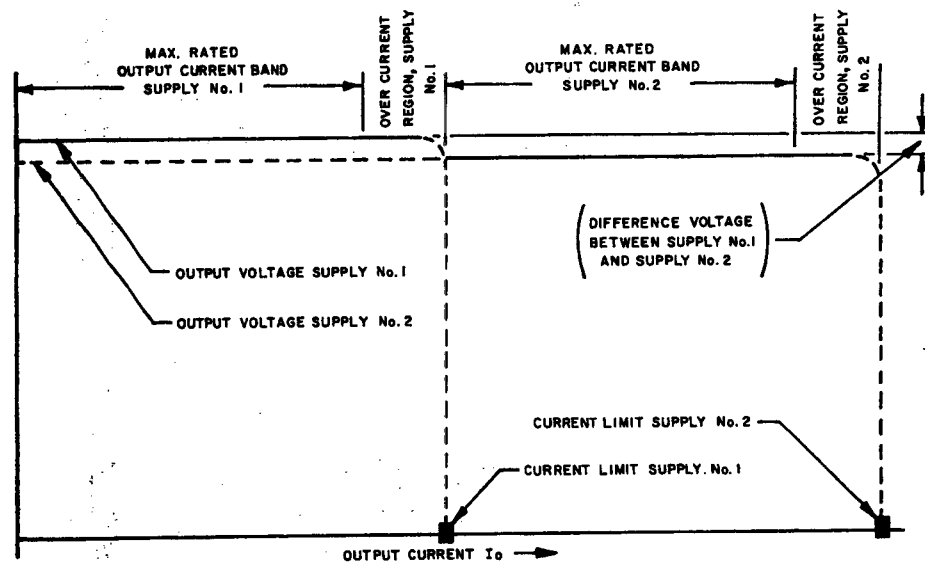 MAX. RATED
OUTPUT CURRENT BAND
SUPPLY No. 1
OVER CURRENT
REGION, SUPPLY
No. 1
MAX. RATED
OUTPUT CURRENT BAND
SUPPLY No. 2
OVER CURRENT
REGION, SUPPLY
No. 2
DIFFERENCE VOLTAGE
BETWEEN SUPPLY No.1
AND SUPPLY No. 2
OUTPUT VOLTAGE SUPPLY No. 1
OUTPUT VOLTAGE SUPPLY No. 2
CURRENT LIMIT SUPPLY No. 2
CURRENT LIMIT SUPPLY. No. 1
OUTPUT CURRENT Io